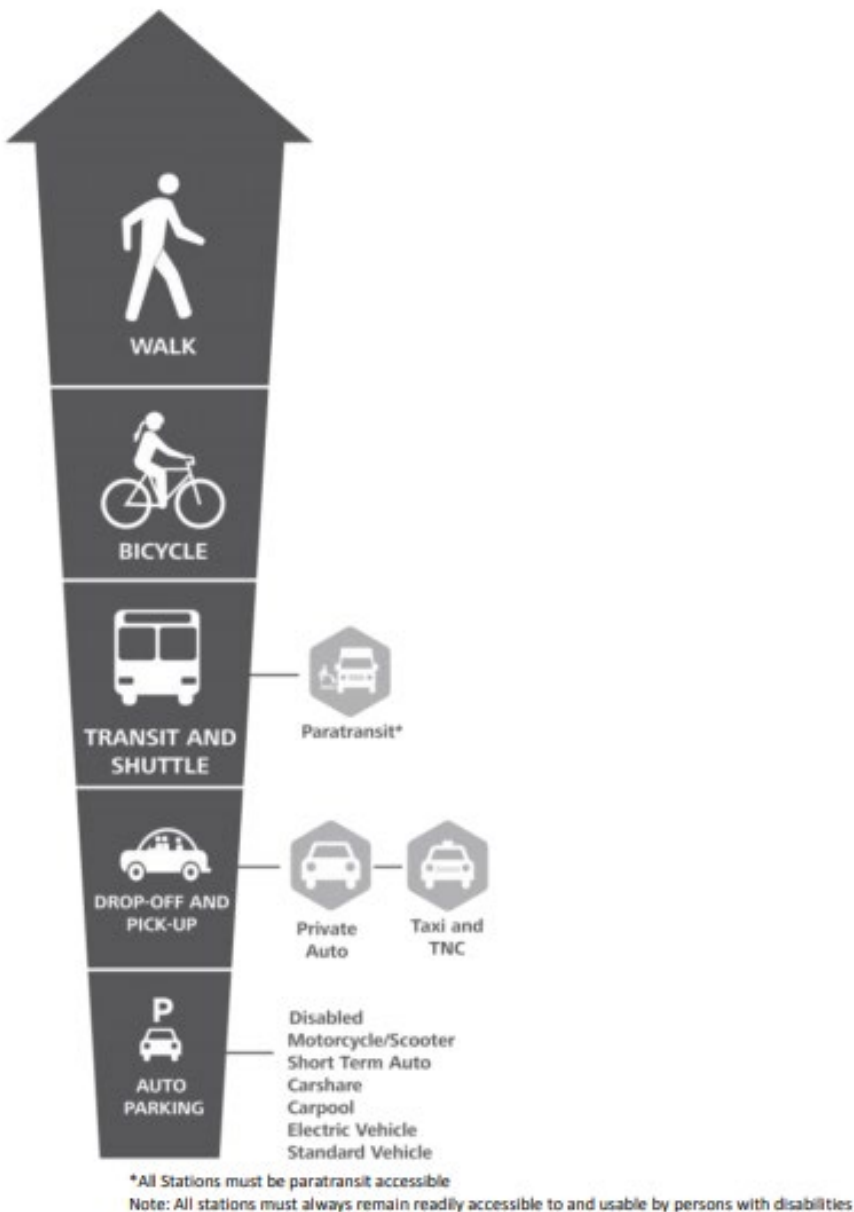 WALK
BICYCLE
TRANSIT AND
SHUTTLE
Paratransit*
DROP-OFF AND
PICK-UP
Private
Auto
Taxi and
TNC
P
AUTO
PARKING
Disabled
Motorcycle/Scooter
Short Term Auto
Carshare
Carpool
Electric Vehicle
Standard Vehicle
*All Stations must be paratransit accessible
Note: All stations must always remain readily accessible to and usable by persons with disabilities